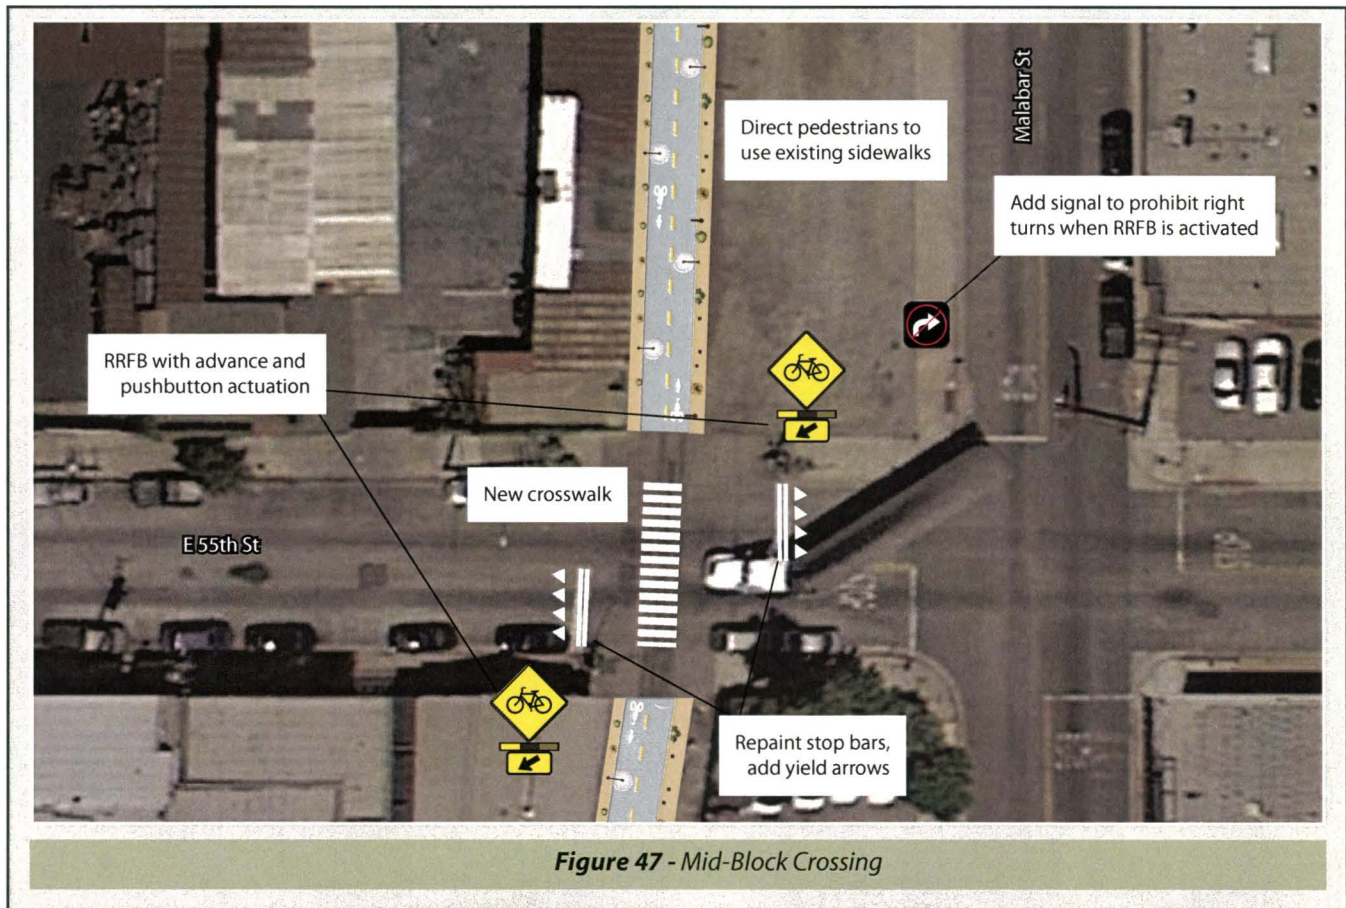 Malabar St
Direct pedestrians to
use existing sidewalks
Add signal to prohibit right
turns when RRFB is activated
RRFB with advance and
pushbutton actuation
New crosswalk
E 55th St
Repaint stop bars,
add yield arrows
Figure 47 - Mid-Block Crossing